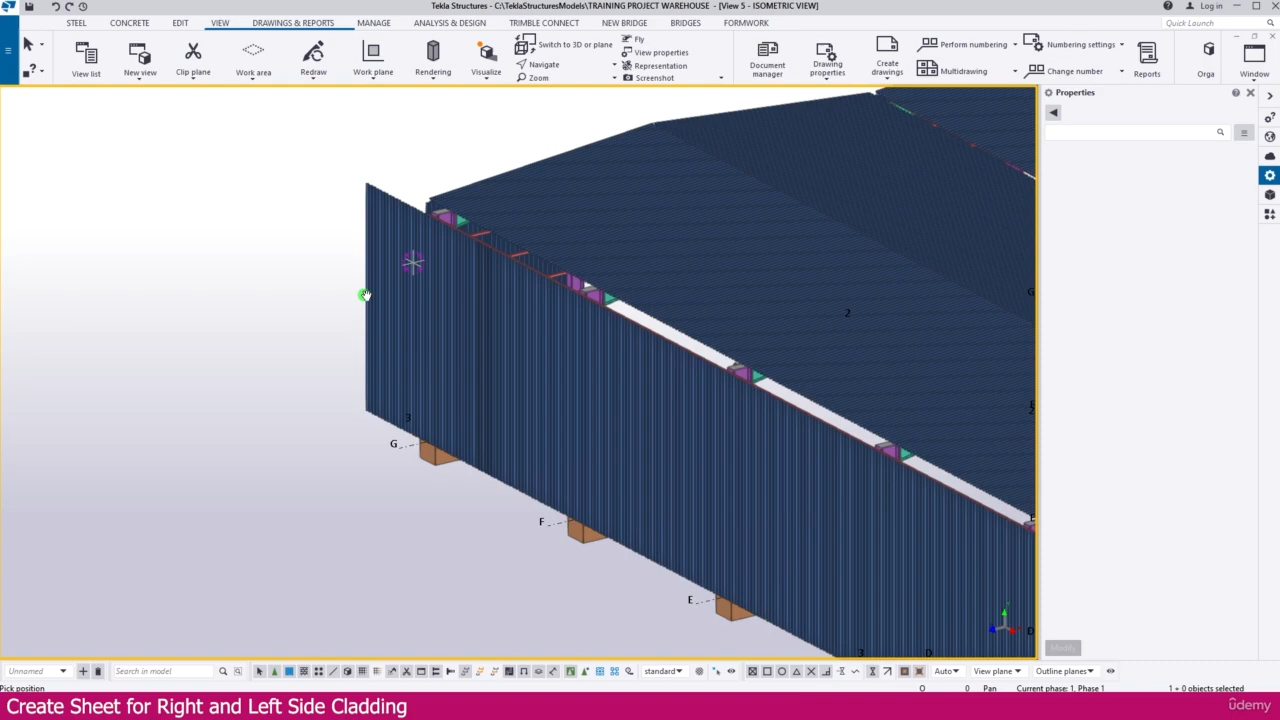 Tekla Structures - C:\TeklaStructuresModels\TRAINING PROJECT WAREHOUSE - [View 5 - ISOMETRIC VIEW]
Log in
STEEL CONCRETE EDIT VIEW DRAWINGS & REPORTS MANAGE ANALYSIS & DESIGN TRIMBLE CONNECT NEW BRIDGE BRIDGES FORMWORK
Quick Launch
View list
New view
Clip plane
Work area
Redraw
Work plane
Rendering
Visualize
Switch to 3D or plane
Navigate
Zoom
Fly
View properties
Representation
Screenshot
Document manager
Drawing properties
Create drawings
Perform numbering
Multidrawing
Numbering settings
Change number
Reports
Orga
Window
Properties
G
2
3
G
F
E
3
D
D
Modify
Unnamed
Search in model
standard
Auto
View plane
Outline planes
Pick position
O 0 Pan Current phase: 1, Phase 1 1 + 0 objects selected
Create Sheet for Right and Left Side Cladding
ûdemy